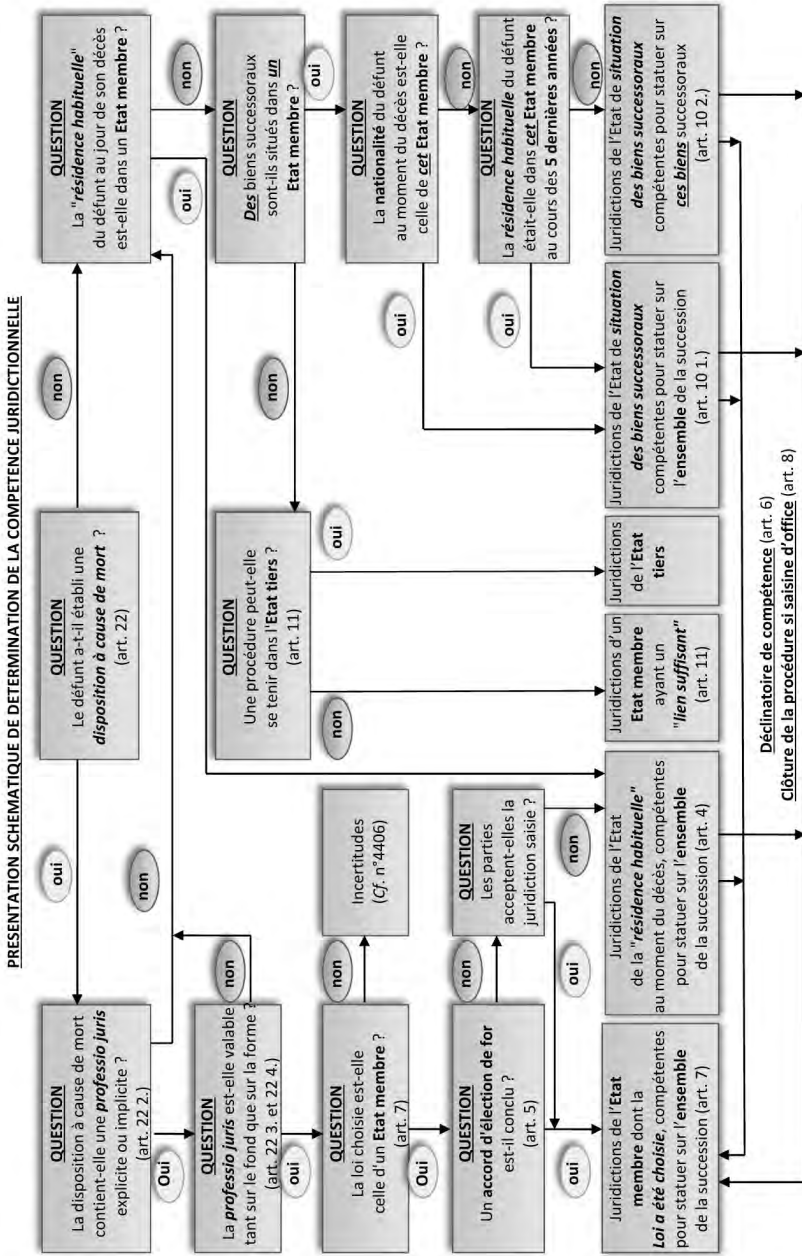 PRESENTATION SCHEMATIQUE DE DETERMINATION DE LA COMPETENCE JURIDICTIONNELLE
QUESTION
Le défunt a-t-il établi une
disposition à cause de mort ?
(art. 22)
oui
non
QUESTION
La disposition à cause de mort
contient-elle une professio juris
explicite ou implicite ?
(art. 22 2.)
Oui
non
QUESTION
La professio juris est-elle valable
tant sur le fond que sur la forme ?
(art. 22 3. et 22 4.)
oui
non
QUESTION
La loi choisie est-elle
celle d'un Etat membre ?
(art. 7)
Oui
non
Incertitudes
(Cf. n°4406)
QUESTION
Un accord d'élection de for
est-il conclu ?
(art. 5)
oui
non
QUESTION
Les parties
acceptent-elles la
juridiction saisie ?
oui
non
QUESTION
Une procédure peut-elle
se tenir dans l'Etat tiers ?
(art. 11)
non
oui
QUESTION
La "résidence habituelle"
du défunt au jour de son décès
est-elle dans un Etat membre ?
oui
non
QUESTION
Des biens successoraux
sont-ils situés dans un
Etat membre ?
non
oui
QUESTION
La nationalité du défunt
au moment du décès est-elle
celle de cet Etat membre ?
oui
non
QUESTION
La résidence habituelle du défunt
était-elle dans cet Etat membre
au cours des 5 dernières années ?
oui
non
Juridictions de l'Etat
membre dont la
Loi a été choisie, compétentes
pour statuer sur l'ensemble
de la succession (art. 7)
Juridictions de l'Etat
de la "résidence habituelle"
au moment du décès, compétentes
pour statuer sur l'ensemble
de la succession (art. 4)
Juridictions d'un
Etat membre
ayant un
"lien suffisant"
(art. 11)
Juridictions
de l'Etat
tiers
Juridictions de l'Etat de situation
des biens successoraux
compétentes pour statuer sur
l'ensemble de la succession
(art. 10 1.)
Juridictions de l'Etat de situation
des biens successoraux
compétentes pour statuer sur
ces biens successoraux
(art. 10 2.)
Déclinatoire de compétence (art. 6)
Clôture de la procédure si saisine d'office (art. 8)